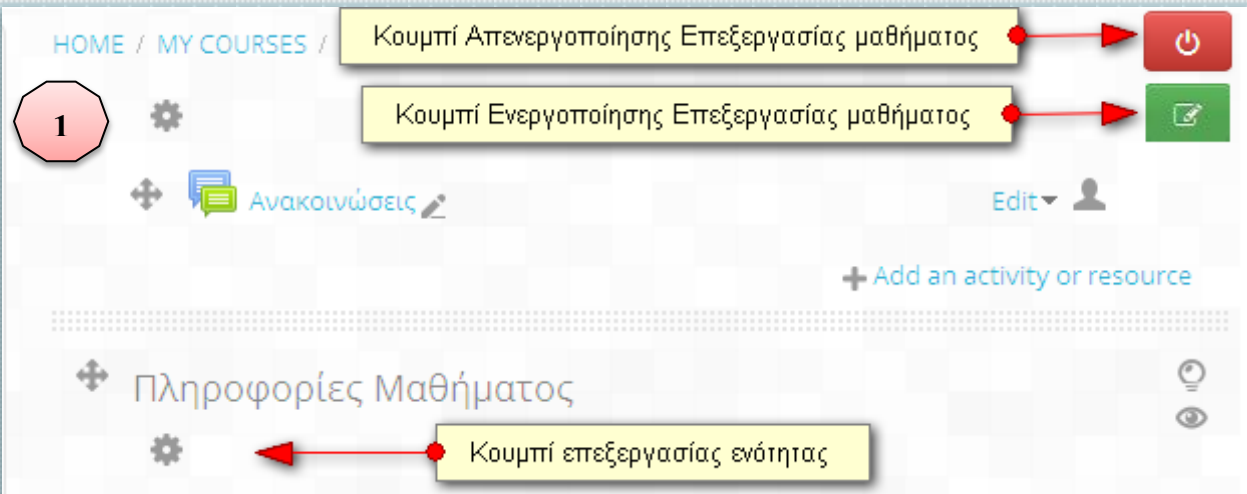 HOME / MY COURSES /
Κουμπί Απενεργοποίησης Επεξεργασίας μαθήματος
1
Κουμπί Ενεργοποίησης Επεξεργασίας μαθήματος
Ανακοινώσεις
Edit
Add an activity or resource
Πληροφορίες Μαθήματος
Κουμπί επεξεργασίας ενότητας